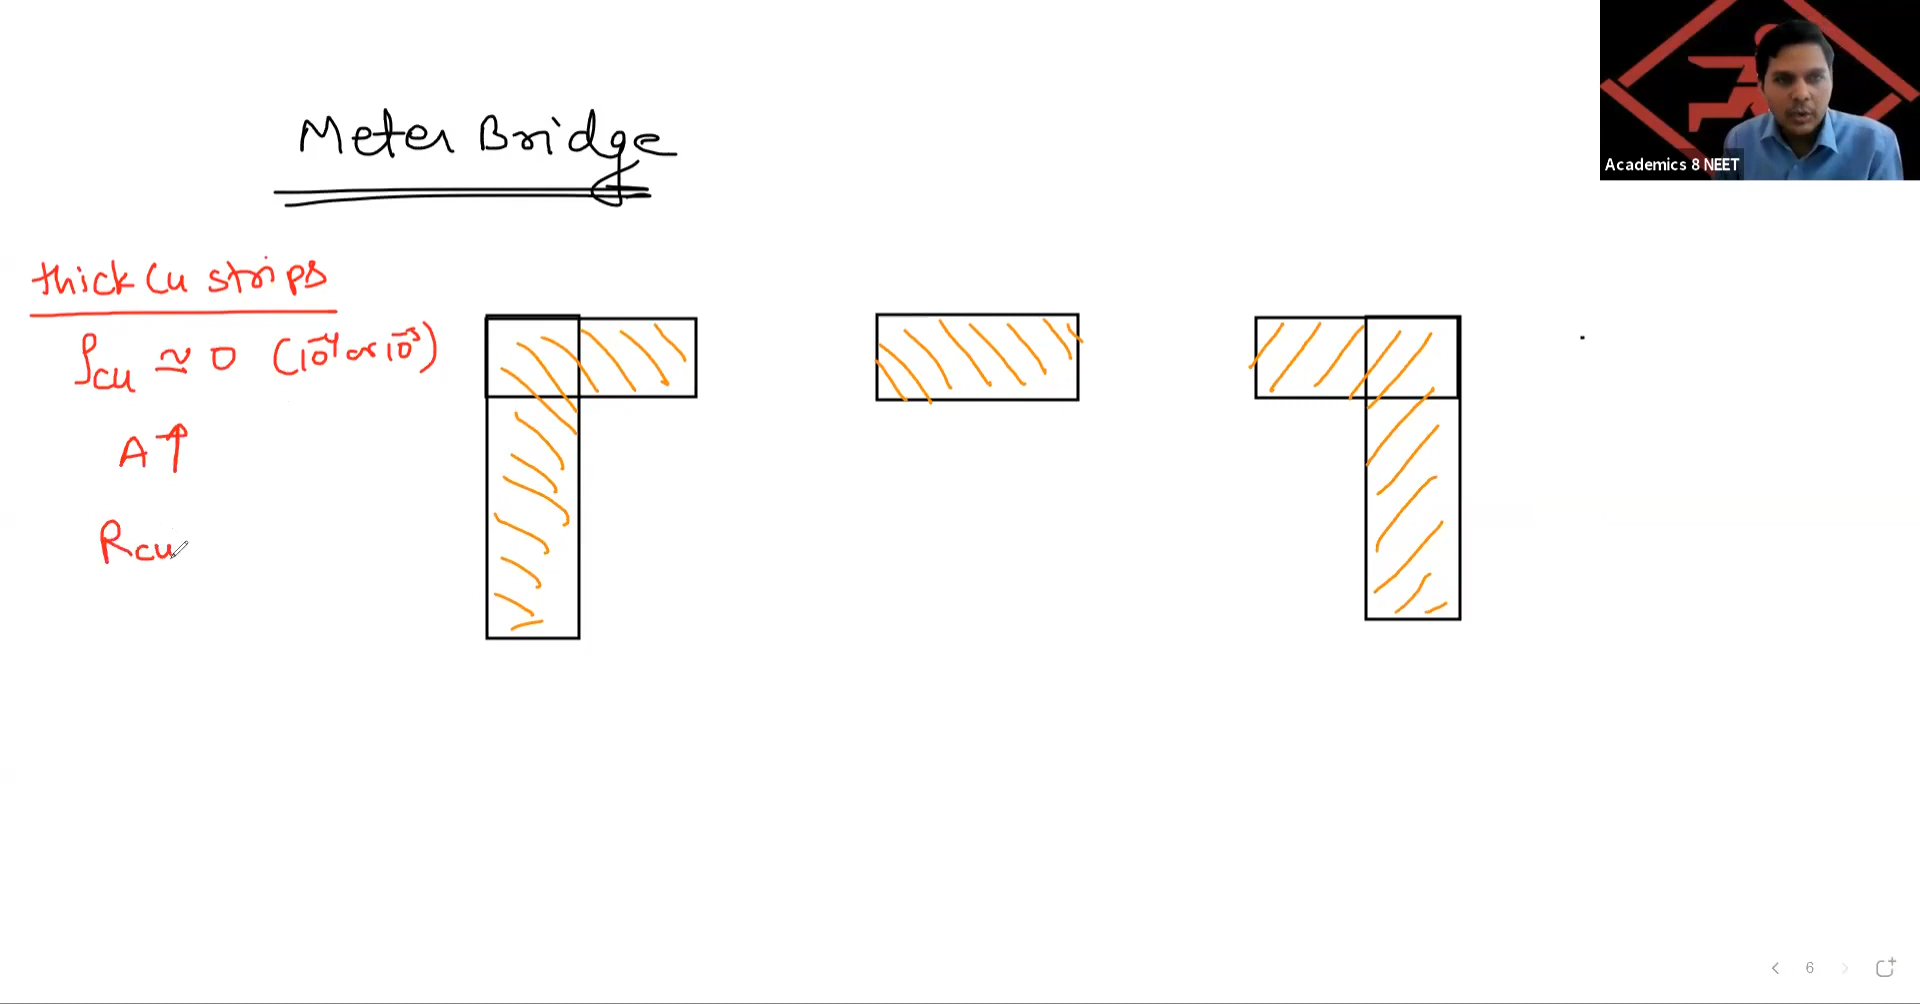 Meter Bridge
Academics 8 NEET
thick Cu strips
ρcu ≃ 0 (10⁻⁴ or 10⁻³)
A↑
Rcu
6